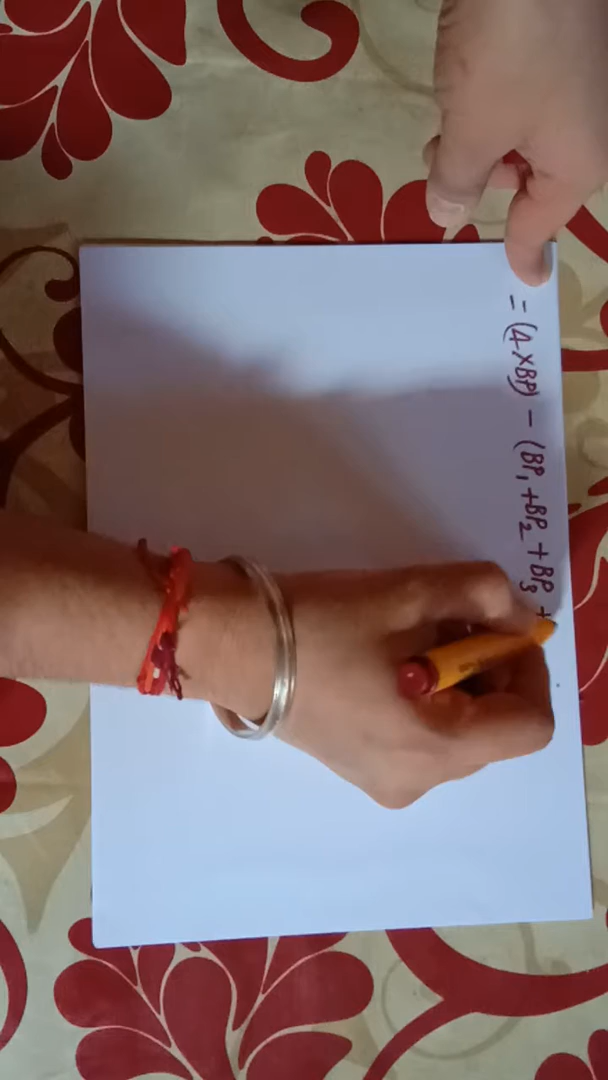 = (4×BP) - (BP₁ + BP₂ + BP₃ +